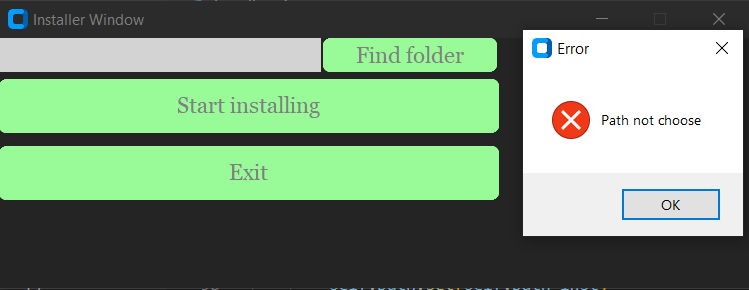 Installer Window
Error
Find folder
Path not choose
Start installing
OK
Exit